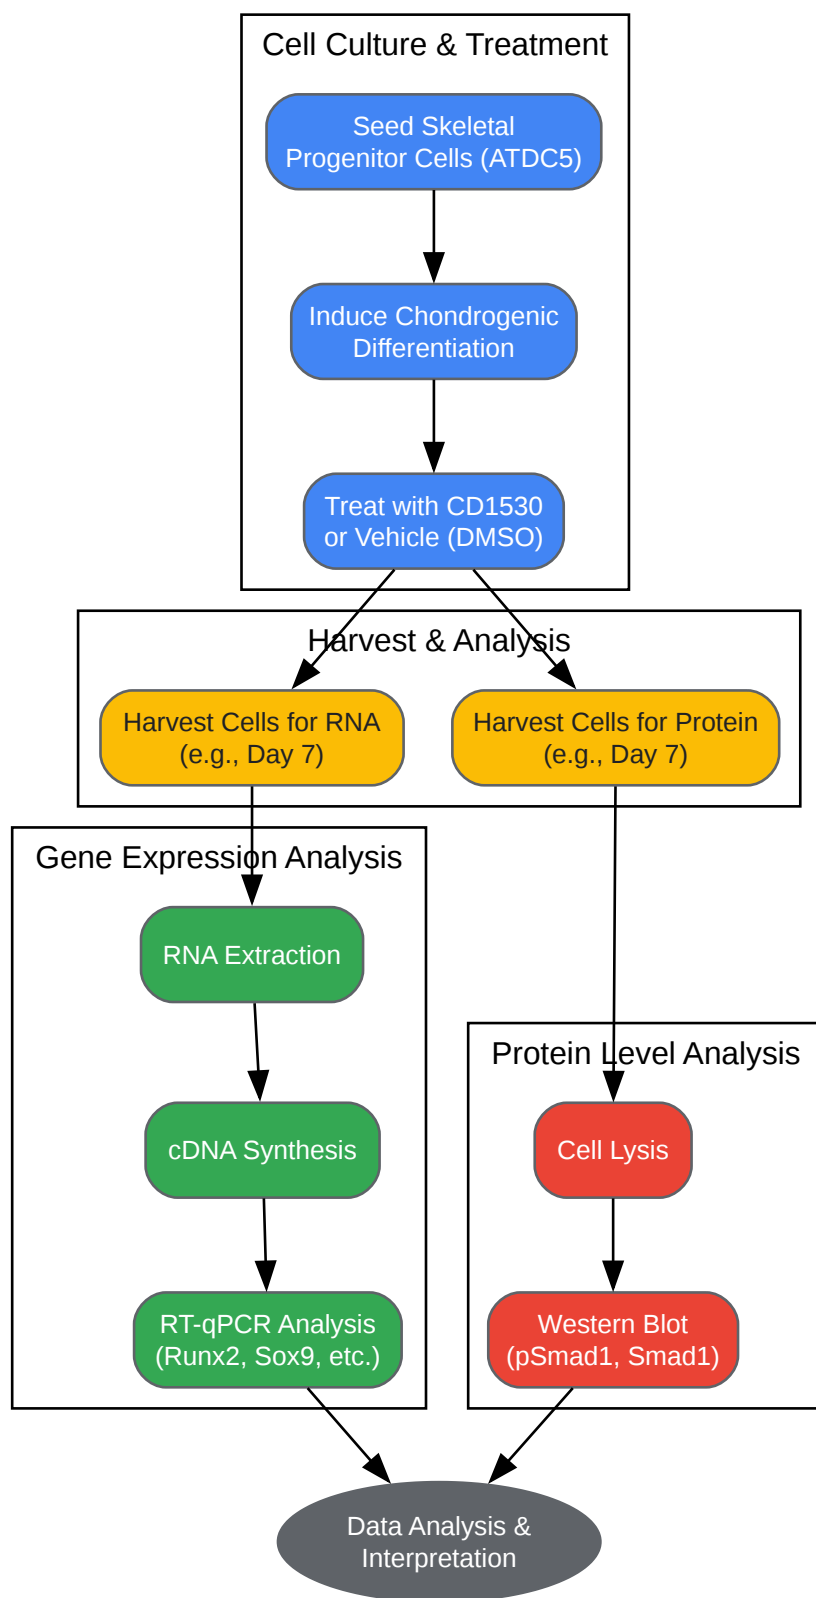 Cell Culture & Treatment
Seed Skeletal
Progenitor Cells (ATDC5)
Induce Chondrogenic
Differentiation
Treat with CD1530
or Vehicle (DMSO)
Harvest & Analysis
Harvest Cells for RNA
(e.g., Day 7)
Harvest Cells for Protein
(e.g., Day 7)
Gene Expression Analysis
RNA Extraction
cDNA Synthesis
RT-qPCR Analysis
(Runx2, Sox9, etc.)
Protein Level Analysis
Cell Lysis
Western Blot
(pSmad1, Smad1)
Data Analysis &
Interpretation